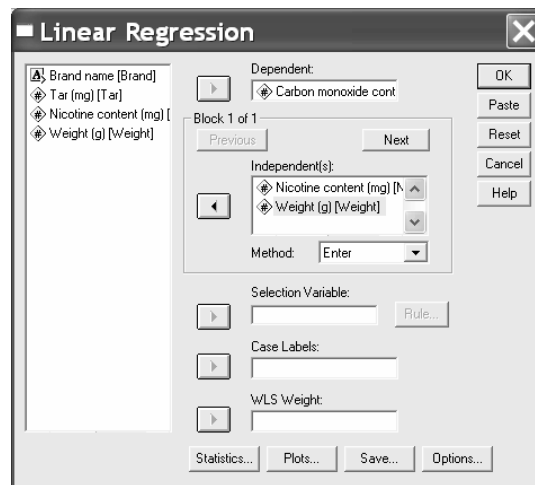 Linear Regression
Brand name [Brand]
Tar (mg) [Tar]
Nicotine content (mg) [
Weight (g) [Weight]
Dependent:
Carbon monoxide cont
Block 1 of 1
Previous
Next
Independent(s):
Nicotine content (mg) [N
Weight (g) [Weight]
Method:
Enter
Selection Variable:
Rule...
Case Labels:
WLS Weight:
Statistics...
Plots...
Save...
Options...
OK
Paste
Reset
Cancel
Help